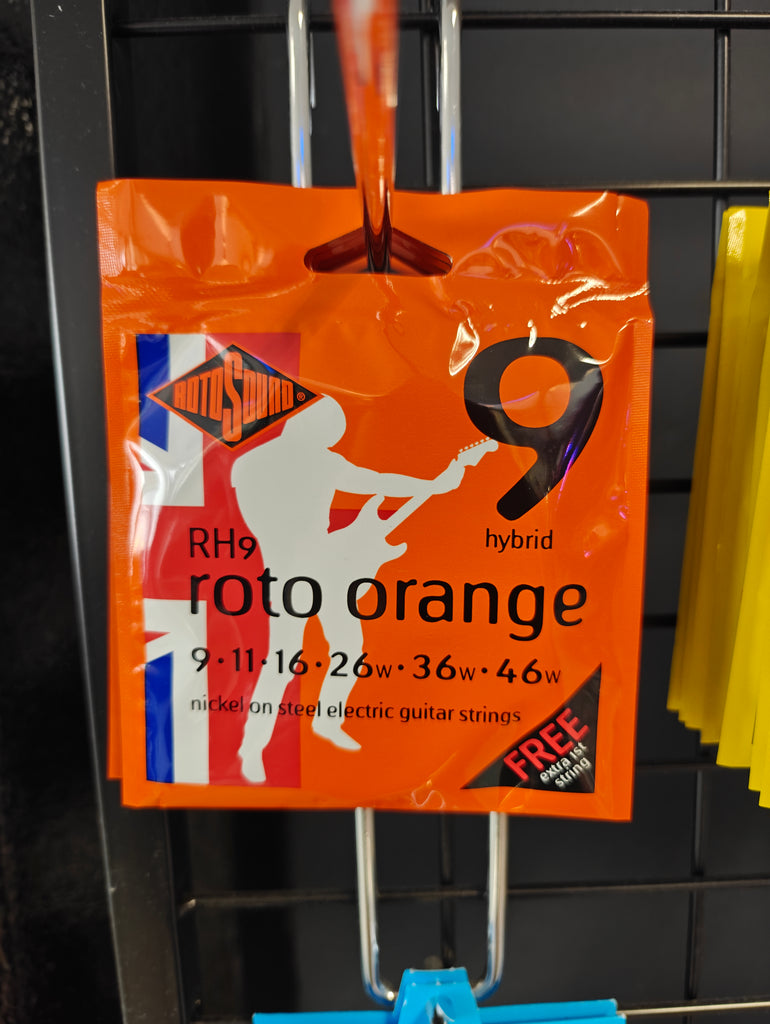 ROTOSOUND®
9
hybrid
RH9
roto orange
9·11·16·26w·36w·46w
nickel on steel electric guitar strings
FREE
extra 1st
string